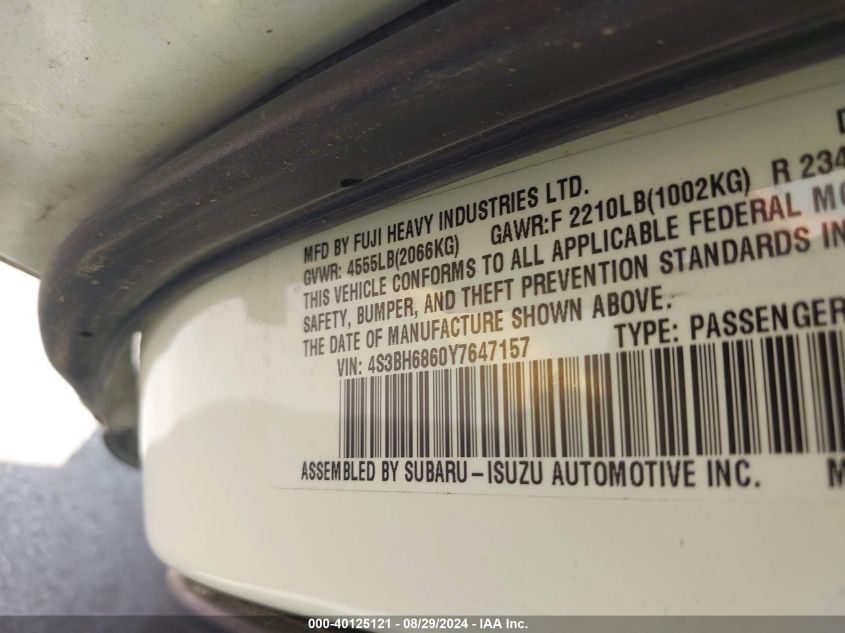 MFD BY FUJI HEAVY INDUSTRIES LTD.
GVWR: 4555LB(2066KG) GAWR:F 2210LB(1002KG) R 234
THIS VEHICLE CONFORMS TO ALL APPLICABLE FEDERAL MO
SAFETY, BUMPER, AND THEFT PREVENTION STANDARDS IN
THE DATE OF MANUFACTURE SHOWN ABOVE.
VIN: 4S3BH6860Y7647157 TYPE: PASSENGER
ASSEMBLED BY SUBARU-ISUZU AUTOMOTIVE INC.
000-40125121 - 08/29/2024 - IAA Inc.